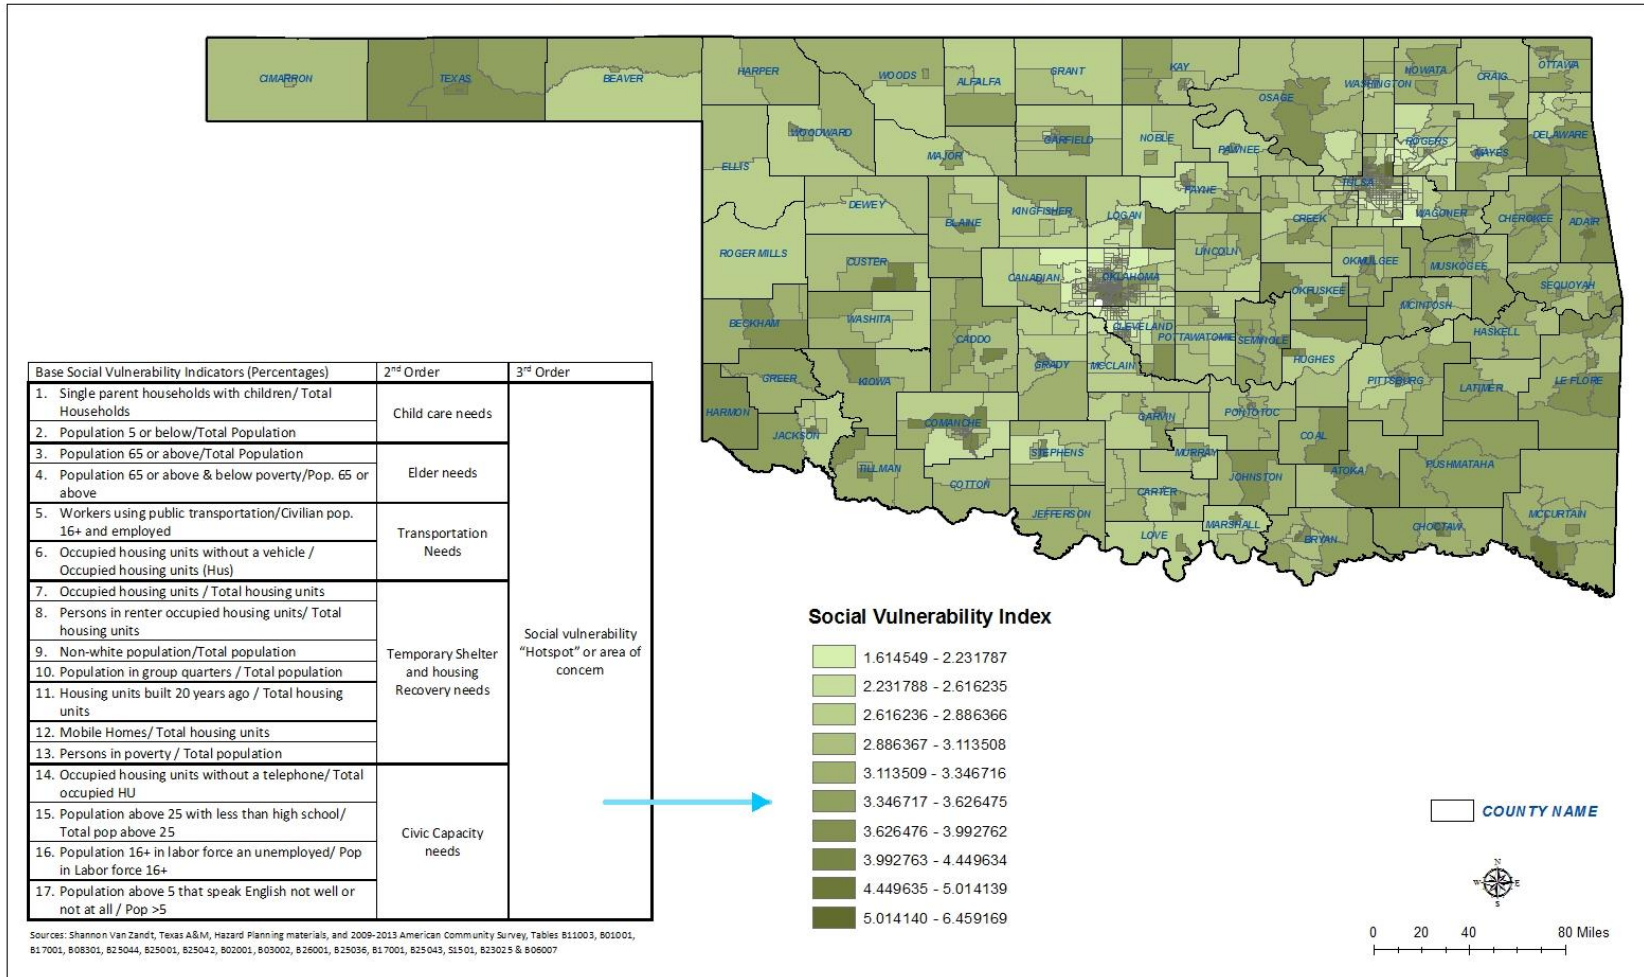 CIMARRON
TEXAS
BEAVER
HARPER
WOODS
ALFALFA
GRANT
KAY
OSAGE
WASHINGTON
NOWATA
CRAIG
OTTAWA
WOODWARD
MAJOR
GARFIELD
NOBLE
PAWNEE
ROGERS
MAYES
DELAWARE
ELLIS
DEWEY
BLAINE
KINGFISHER
LOGAN
PAYNE
TULSA
CREEK
WAGONER
CHEROKEE
ADAIR
ROGER MILLS
CUSTER
CANADIAN
OKLAHOMA
LINCOLN
OKMULGEE
MUSKOGEE
SEQUOYAH
BECKHAM
WASHITA
CADDO
GRADY
MCCLAIN
CLEVELAND
POTTAWATOMIE
SEMINOLE
OKFUSKEE
MCINTOSH
HASKELL
HUGHES
PITTSBURG
LATIMER
LE FLORE
GREER
KIOWA
HARMON
JACKSON
COMANCHE
STEPHENS
GARVIN
PONTOTOC
COAL
MURRAY
TILLMAN
COTTON
JEFFERSON
CARTER
JOHNSTON
ATOKA
PUSHMATAHA
LOVE
MARSHALL
BRYAN
CHOCTAW
MCCURTAIN
Base Social Vulnerability Indicators (Percentages)
2nd Order
3rd Order
1. Single parent households with children/ Total
Households
2. Population 5 or below/Total Population
Child care needs
3. Population 65 or above/Total Population
4. Population 65 or above & below poverty/Pop. 65 or
above
Elder needs
5. Workers using public transportation/Civilian pop.
16+ and employed
6. Occupied housing units without a vehicle /
Occupied housing units (Hus)
Transportation
Needs
7. Occupied housing units / Total housing units
8. Persons in renter occupied housing units/ Total
housing units
9. Non-white population/Total population
10. Population in group quarters / Total population
11. Housing units built 20 years ago / Total housing
units
12. Mobile Homes/ Total housing units
13. Persons in poverty / Total population
Temporary Shelter
and housing
Recovery needs
14. Occupied housing units without a telephone/ Total
occupied HU
15. Population above 25 with less than high school/
Total pop above 25
16. Population 16+ in labor force an unemployed/ Pop
in Labor force 16+
17. Population above 5 that speak English not well or
not at all / Pop >5
Civic Capacity
needs
Social vulnerability
"Hotspot" or area of
concern
Sources: Shannon Van Zandt, Texas A&M, Hazard Planning materials, and 2009-2013 American Community Survey, Tables B11003, B01001,
B17001, B08301, B25044, B25001, B25042, B02001, B03002, B26001, B25036, B17001, B25043, S1501, B23025 & B06007
Social Vulnerability Index
1.614549 - 2.231787
2.231788 - 2.616235
2.616236 - 2.886366
2.886367 - 3.113508
3.113509 - 3.346716
3.346717 - 3.626475
3.626476 - 3.992762
3.992763 - 4.449634
4.449635 - 5.014139
5.014140 - 6.459169
COUNTY NAME
N
W E
S
0 20 40 80 Miles